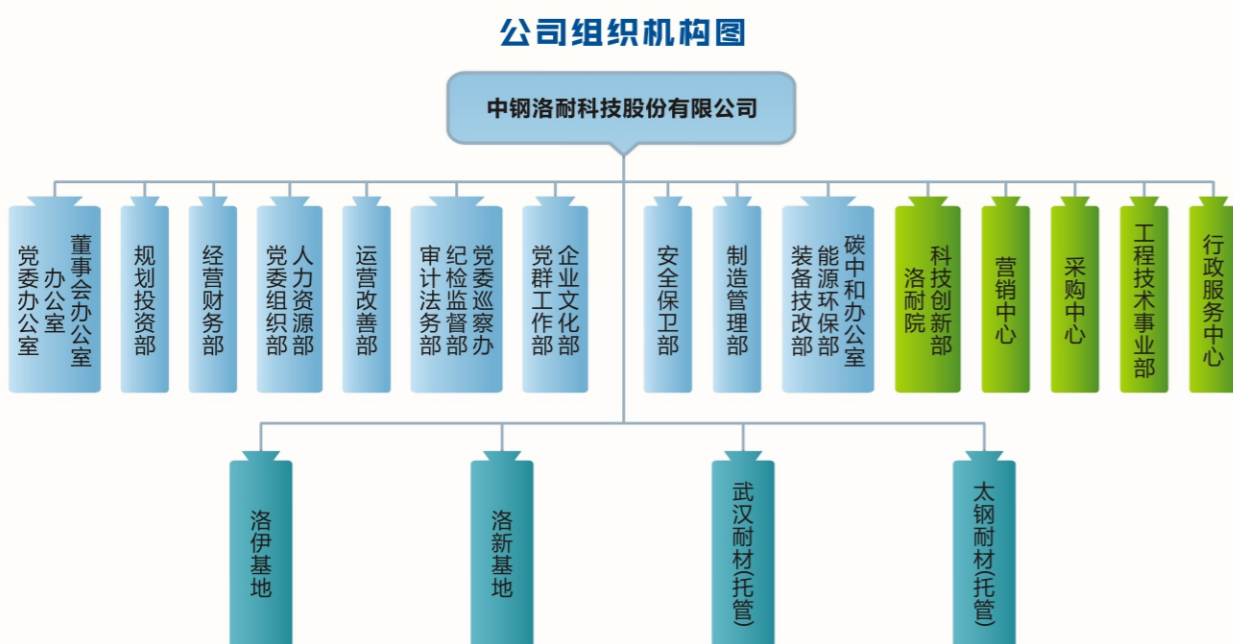 公司组织机构图
中钢洛耐科技股份有限公司
党委办公室
办公室
董事会办公室
规划投资部
经营财务部
党委组织部
人力资源部
运营改善部
审计法务部
纪检监督部
党委巡察办
党群工作部
企业文化部
安全保卫部
制造管理部
装备技改部
能源环保部
碳中和办公室
洛耐院
科技创新部
营销中心
采购中心
工程技术事业部
行政服务中心
洛伊基地
洛新基地
武汉耐材(托管)
太钢耐材(托管)